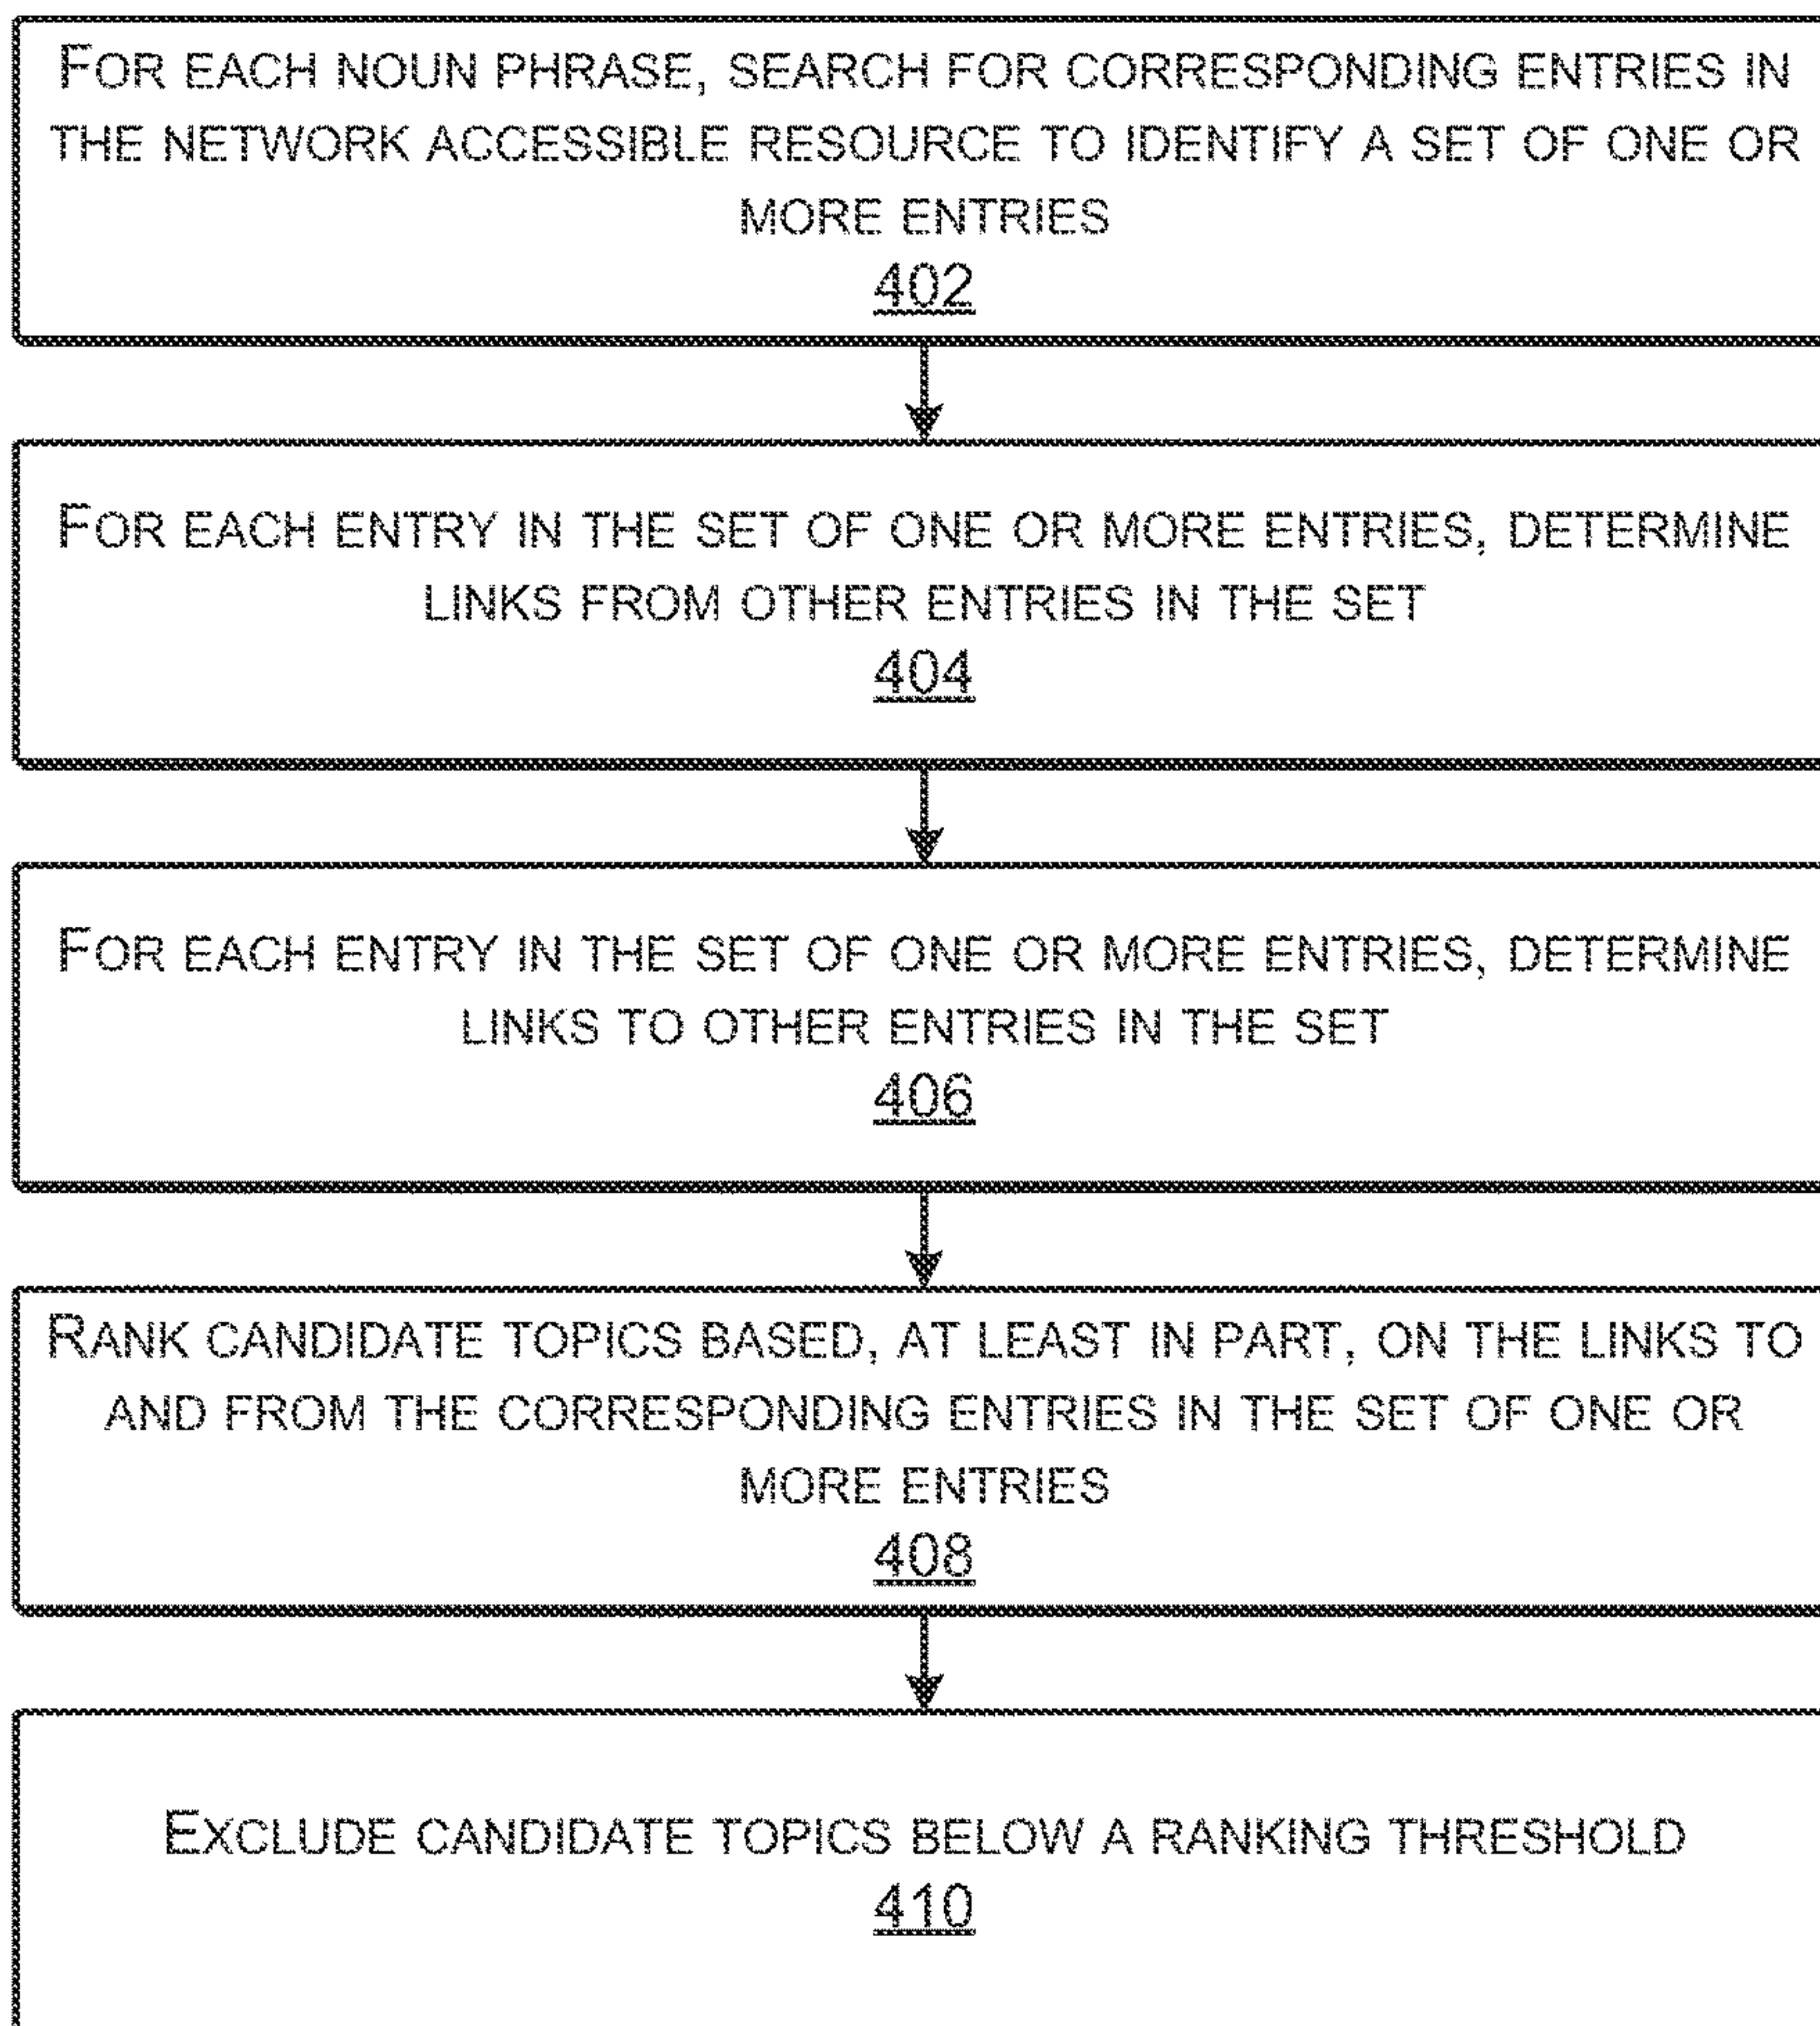 FOR EACH NOUN PHRASE, SEARCH FOR CORRESPONDING ENTRIES IN
THE NETWORK ACCESSIBLE RESOURCE TO IDENTIFY A SET OF ONE OR
MORE ENTRIES
402
FOR EACH ENTRY IN THE SET OF ONE OR MORE ENTRIES, DETERMINE
LINKS FROM OTHER ENTRIES IN THE SET
404
FOR EACH ENTRY IN THE SET OF ONE OR MORE ENTRIES, DETERMINE
LINKS TO OTHER ENTRIES IN THE SET
406
RANK CANDIDATE TOPICS BASED, AT LEAST IN PART, ON THE LINKS TO
AND FROM THE CORRESPONDING ENTRIES IN THE SET OF ONE OR
MORE ENTRIES
408
EXCLUDE CANDIDATE TOPICS BELOW A RANKING THRESHOLD
410